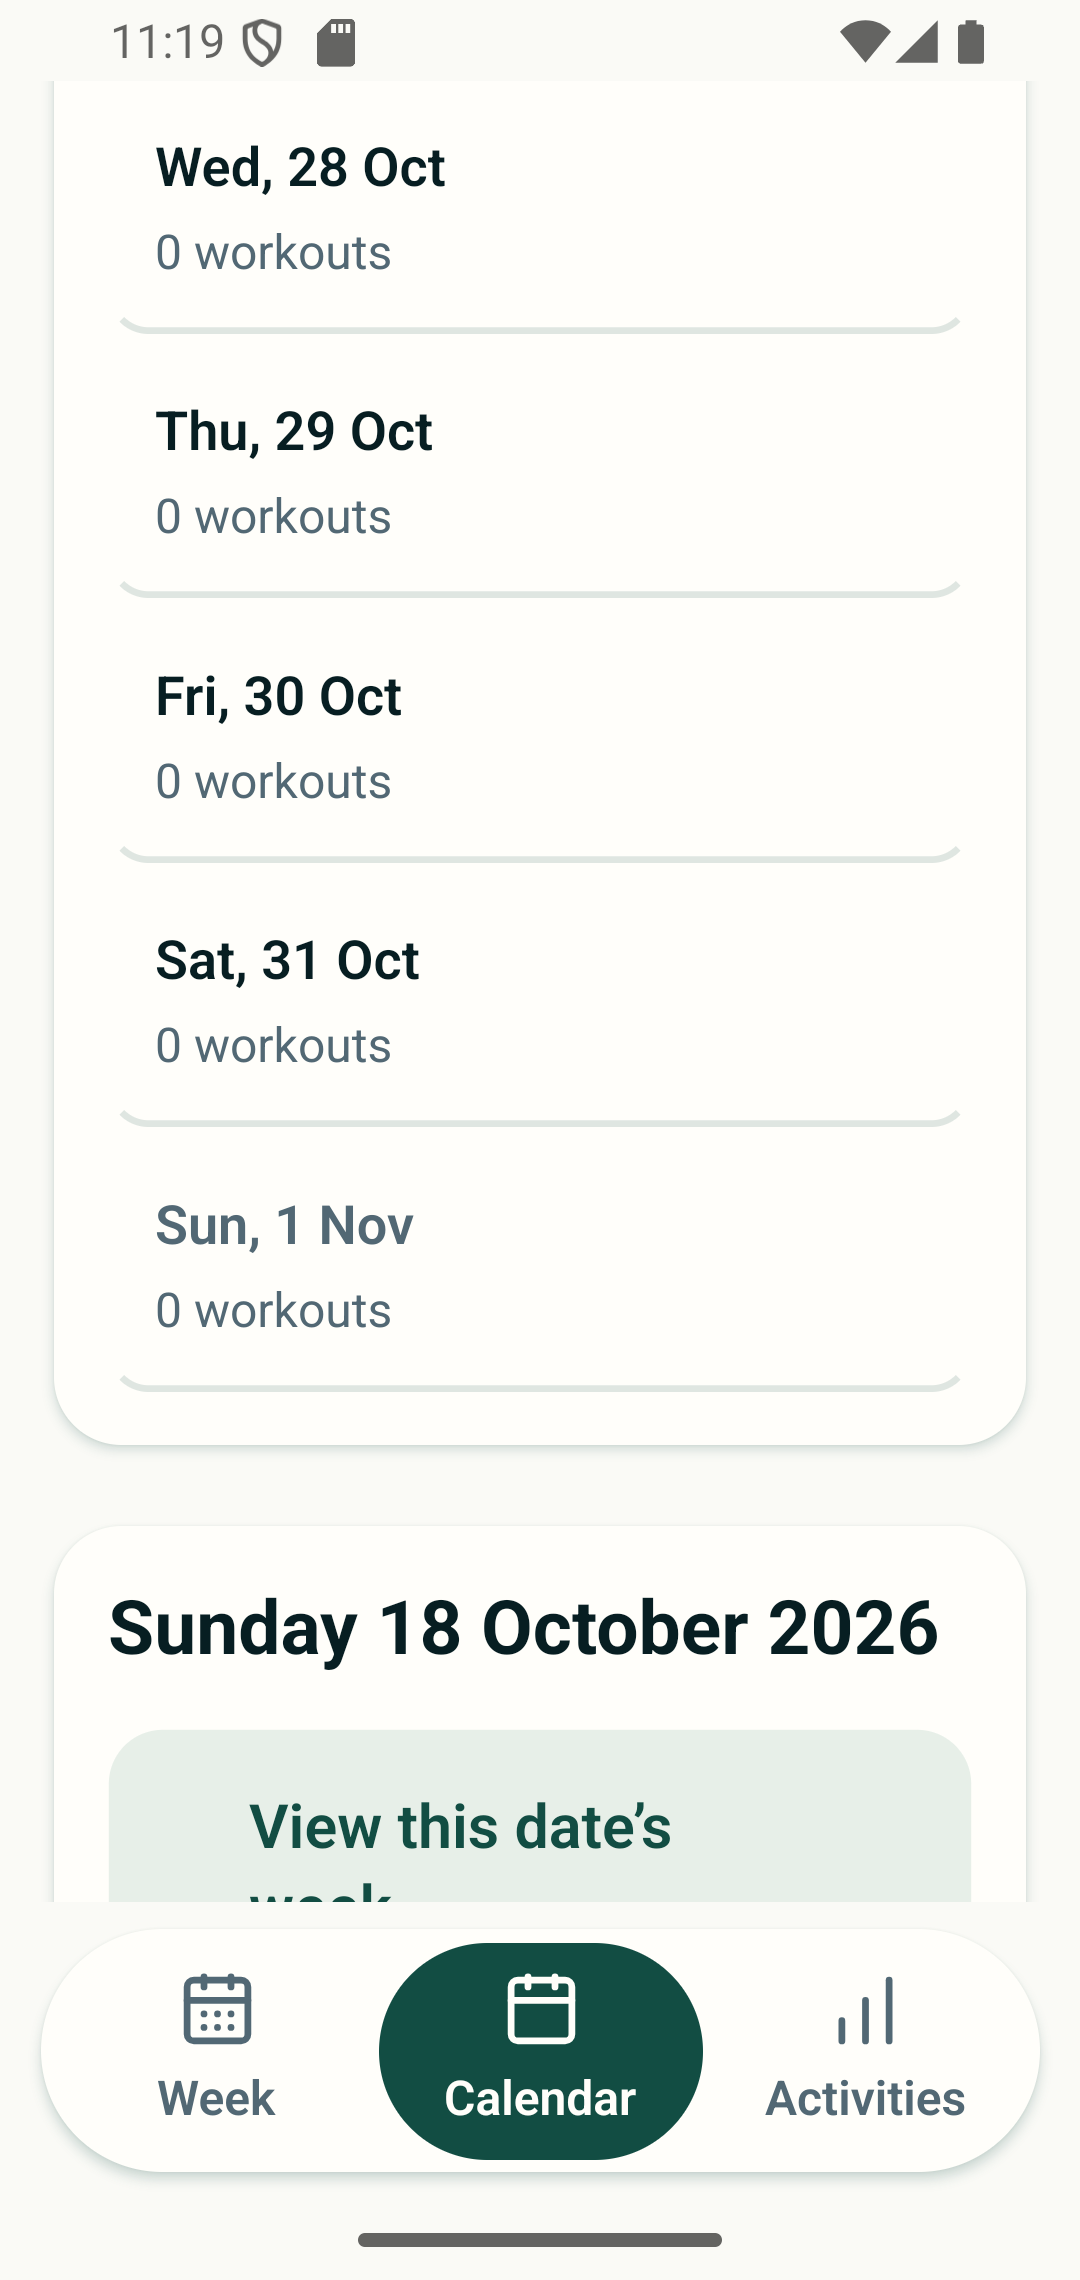 11:19
Wed, 28 Oct
0 workouts
Thu, 29 Oct
0 workouts
Fri, 30 Oct
0 workouts
Sat, 31 Oct
0 workouts
Sun, 1 Nov
0 workouts
Sunday 18 October 2026
View this date’s
week
Week
Calendar
Activities